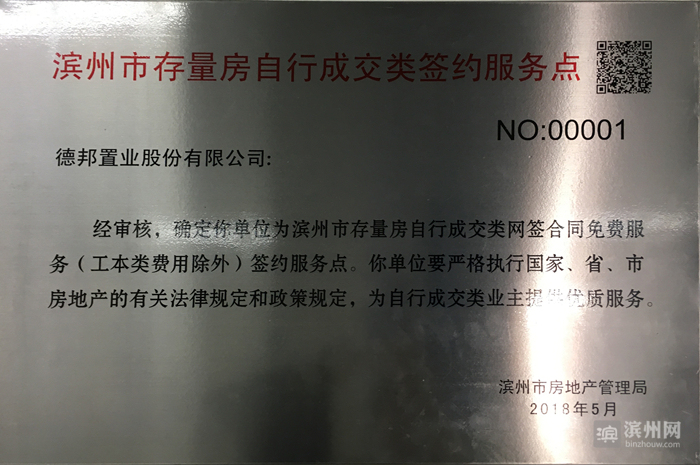 滨州市存量房自行成交类签约服务点
NO:00001
德邦置业股份有限公司:
经审核，确定你单位为滨州市存量房自行成交类网签合同免费服
务（工本类费用除外）签约服务点。你单位要严格执行国家、省、市
房地产的有关法律规定和政策规定，为自行成交类业主提供优质服务。
滨州市房地产管理局
2018年5月
滨 滨州网
binzhouw.com